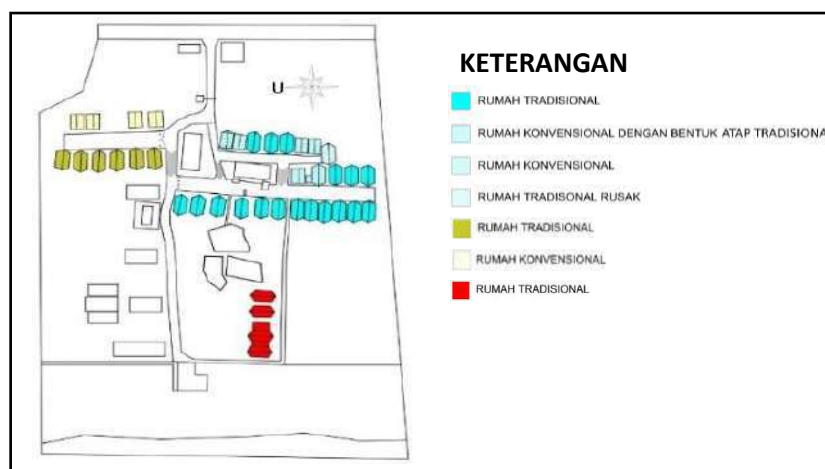 KETERANGAN
U
RUMAH TRADISIONAL
RUMAH KONVENSIONAL DENGAN BENTUK ATAP TRADISIONA
RUMAH KONVENSIONAL
RUMAH TRADISONAL RUSAK
RUMAH TRADISIONAL
RUMAH KONVENSIONAL
RUMAH TRADISIONAL